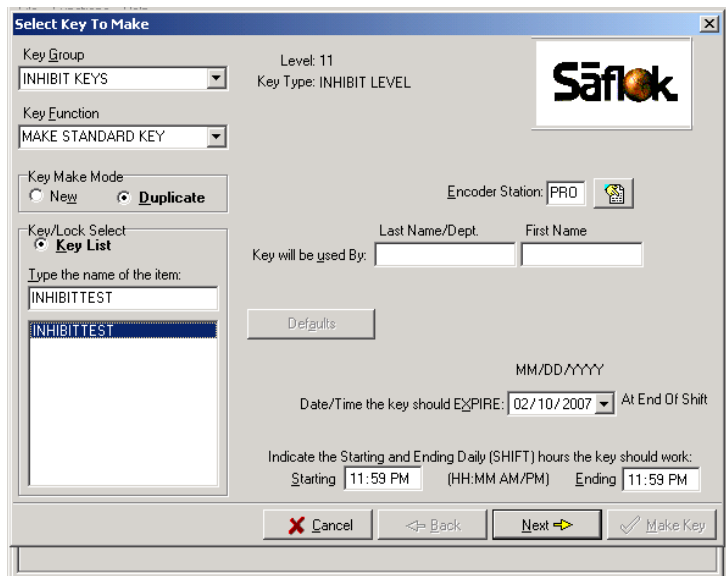 Select Key To Make
Key Group
INHIBIT KEYS
Level: 11
Key Type: INHIBIT LEVEL
Säflok.
Key Function
MAKE STANDARD KEY
Key Make Mode
New
Duplicate
Encoder Station: PRO
Key/Lock Select
Key List
Type the name of the item:
INHIBITTEST
INHIBITTEST
Last Name/Dept.
First Name
Key will be used By:
Defaults
MM/DD/YYYY
Date/Time the key should EXPIRE: 02/10/2007 At End Of Shift
Indicate the Starting and Ending Daily (SHIFT) hours the key should work:
Starting 11:59 PM (HH:MM AM/PM) Ending 11:59 PM
Cancel
Back
Next
Make Key